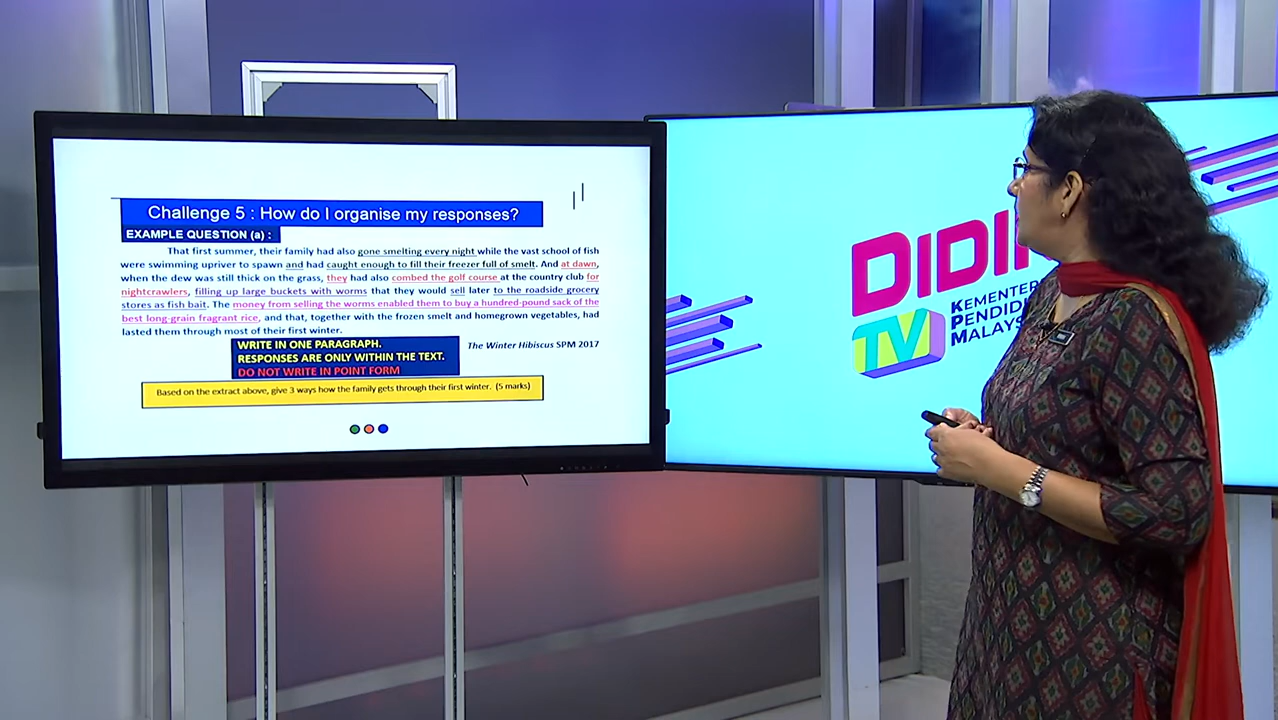 Challenge 5 : How do I organise my responses?
EXAMPLE QUESTION (a) :
That first summer, their family had also gone smelting every night while the vast school of fish
were swimming upriver to spawn and had caught enough to fill their freezer full of smelt. And at dawn,
when the dew was still thick on the grass, they had also combed the golf course at the country club for
nightcrawlers, filling up large buckets with worms that they would sell later to the roadside grocery
stores as fish bait. The money from selling the worms enabled them to buy a hundred-pound sack of the
best long-grain fragrant rice, and that, together with the frozen smelt and homegrown vegetables, had
lasted them through most of their first winter.
The Winter Hibiscus SPM 2017
WRITE IN ONE PARAGRAPH.
RESPONSES ARE ONLY WITHIN THE TEXT.
DO NOT WRITE IN POINT FORM
Based on the extract above, give 3 ways how the family gets through their first winter. (5 marks)
DIDI
TV
KEMENTER
PENDIDI
MALAYS